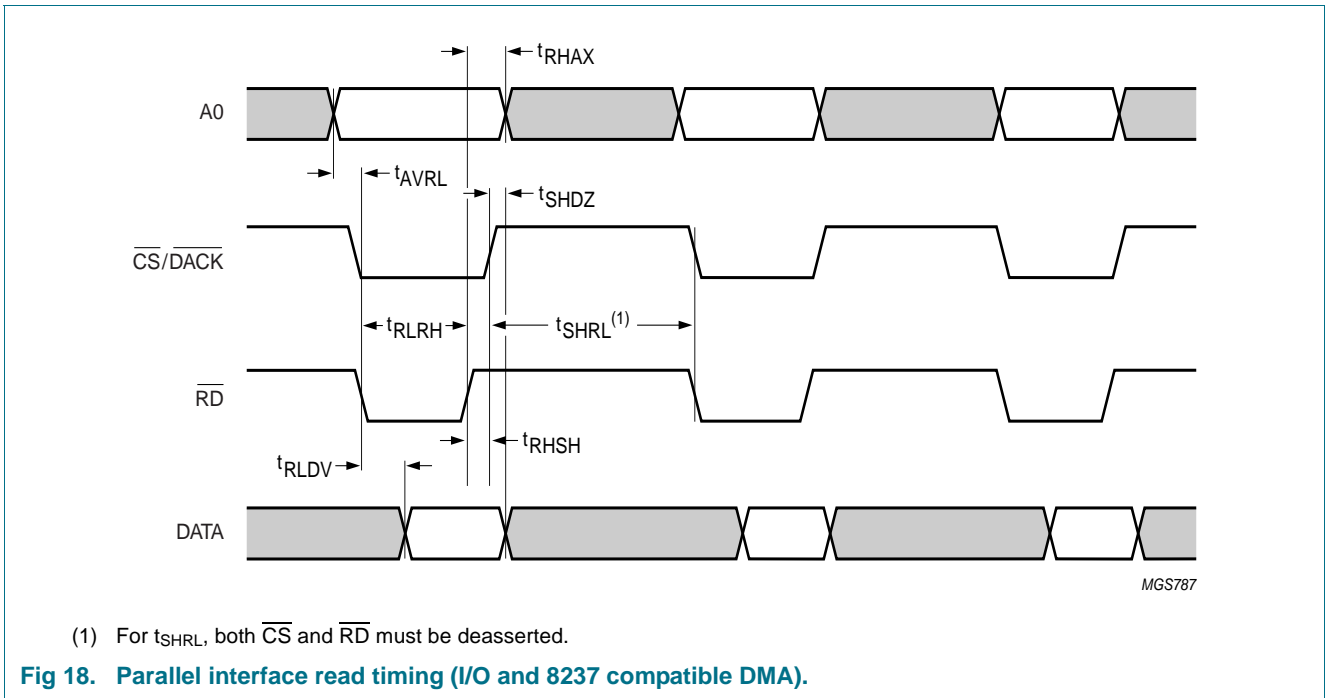 tRHAX
A0
tAVRL
tSHDZ
CS/DACK
tRLRH
tSHRL(1)
RD
tRHSH
tRLDV
DATA
MGS787
(1) For tSHRL, both CS and RD must be deasserted.
Fig 18. Parallel interface read timing (I/O and 8237 compatible DMA).